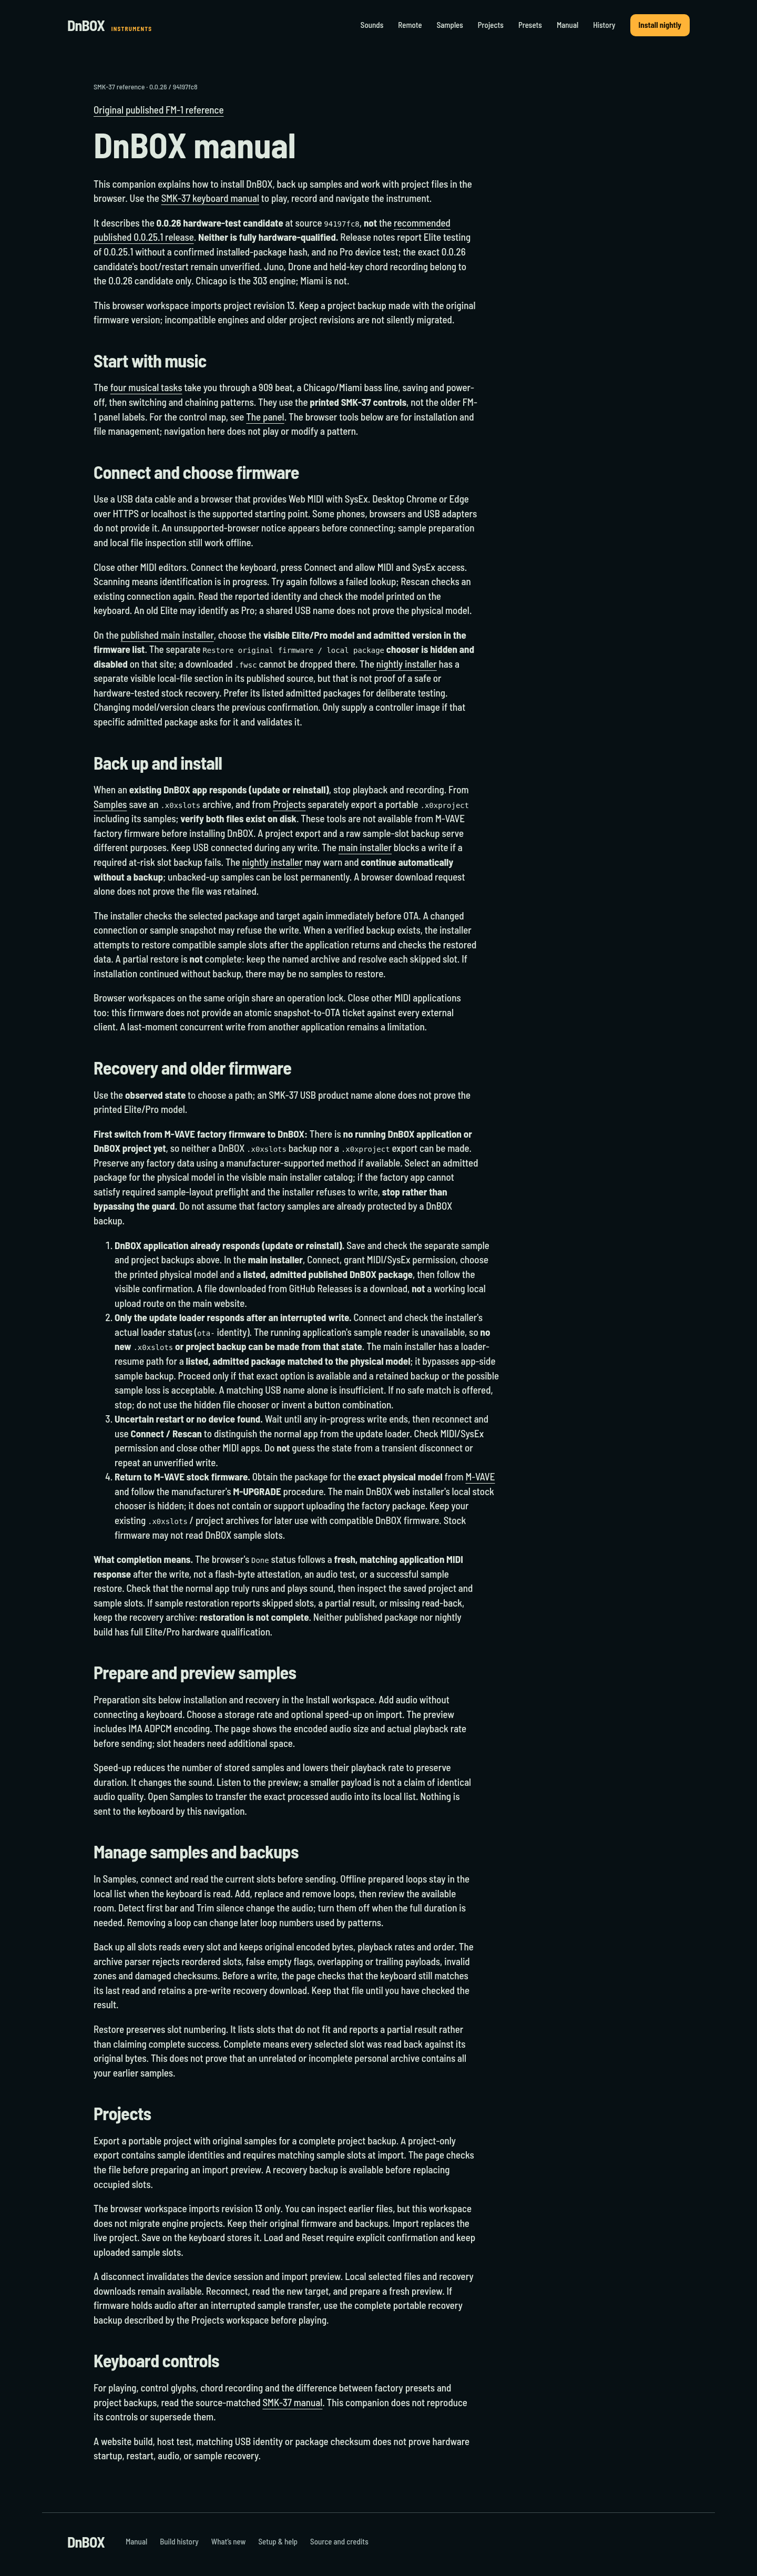 DnBOX INSTRUMENTS
Sounds Remote Samples Projects Presets Manual History Install nightly
SMK-37 reference · 0.0.26 / 94197fc8
Original published FM-1 reference
DnBOX manual
This companion explains how to install DnBOX, back up samples and work with project files in the
browser. Use the SMK-37 keyboard manual to play, record and navigate the instrument.
It describes the 0.0.26 hardware-test candidate at source 94197fc8, not the recommended
published 0.0.25.1 release. Neither is fully hardware-qualified. Release notes report Elite testing
of 0.0.25.1 without a confirmed installed-package hash, and no Pro device test; the exact 0.0.26
candidate's boot/restart remain unverified. Juno, Drone and held-key chord recording belong to
the 0.0.26 candidate only. Chicago is the 303 engine; Miami is not.
This browser workspace imports project revision 13. Keep a project backup made with the original
firmware version; incompatible engines and older project revisions are not silently migrated.
Start with music
The four musical tasks take you through a 909 beat, a Chicago/Miami bass line, saving and power-
off, then switching and chaining patterns. They use the printed SMK-37 controls, not the older FM-
1 panel labels. For the control map, see The panel. The browser tools below are for installation and
file management; navigation here does not play or modify a pattern.
Connect and choose firmware
Use a USB data cable and a browser that provides Web MIDI with SysEx. Desktop Chrome or Edge
over HTTPS or localhost is the supported starting point. Some phones, browsers and USB adapters
do not provide it. An unsupported-browser notice appears before connecting; sample preparation
and local file inspection still work offline.
Close other MIDI editors. Connect the keyboard, press Connect and allow MIDI and SysEx access.
Scanning means identification is in progress. Try again follows a failed lookup; Rescan checks an
existing connection again. Read the reported identity and check the model printed on the
keyboard. An old Elite may identify as Pro; a shared USB name does not prove the physical model.
On the published main installer, choose the visible Elite/Pro model and admitted version in the
firmware list. The separate Restore original firmware / local package chooser is hidden and
disabled on that site; a downloaded .fwsc cannot be dropped there. The nightly installer has a
separate visible local-file section in its published source, but that is not proof of a safe or
hardware-tested stock recovery. Prefer its listed admitted packages for deliberate testing.
Changing model/version clears the previous confirmation. Only supply a controller image if that
specific admitted package asks for it and validates it.
Back up and install
When an existing DnBOX app responds (update or reinstall), stop playback and recording. From
Samples save an .x0xslots archive, and from Projects separately export a portable .x0xproject
including its samples; verify both files exist on disk. These tools are not available from M-VAVE
factory firmware before installing DnBOX. A project export and a raw sample-slot backup serve
different purposes. Keep USB connected during any write. The main installer blocks a write if a
required at-risk slot backup fails. The nightly installer may warn and continue automatically
without a backup; unbacked-up samples can be lost permanently. A browser download request
alone does not prove the file was retained.
The installer checks the selected package and target again immediately before OTA. A changed
connection or sample snapshot may refuse the write. When a verified backup exists, the installer
attempts to restore compatible sample slots after the application returns and checks the restored
data. A partial restore is not complete: keep the named archive and resolve each skipped slot. If
installation continued without backup, there may be no samples to restore.
Browser workspaces on the same origin share an operation lock. Close other MIDI applications
too: this firmware does not provide an atomic snapshot-to-OTA ticket against every external
client. A last-moment concurrent write from another application remains a limitation.
Recovery and older firmware
Use the observed state to choose a path; an SMK-37 USB product name alone does not prove the
printed Elite/Pro model.
First switch from M-VAVE factory firmware to DnBOX: There is no running DnBOX application or
DnBOX project yet, so neither a DnBOX .x0xslots backup nor a .x0xproject export can be made.
Preserve any factory data using a manufacturer-supported method if available. Select an admitted
package for the physical model in the visible main installer catalog; if the factory app cannot
satisfy required sample-layout preflight and the installer refuses to write, stop rather than
bypassing the guard. Do not assume that factory samples are already protected by a DnBOX
backup.
1. DnBOX application already responds (update or reinstall). Save and check the separate sample
and project backups above. In the main installer, Connect, grant MIDI/SysEx permission, choose
the printed physical model and a listed, admitted published DnBOX package, then follow the
visible confirmation. A file downloaded from GitHub Releases is a download, not a working local
upload route on the main website.
2. Only the update loader responds after an interrupted write. Connect and check the installer's
actual loader status (ota- identity). The running application's sample reader is unavailable, so no
new .x0xslots or project backup can be made from that state. The main installer has a loader-
resume path for a listed, admitted package matched to the physical model; it bypasses app-side
sample backup. Proceed only if that exact option is available and a retained backup or the possible
sample loss is acceptable. A matching USB name alone is insufficient. If no safe match is offered,
stop; do not use the hidden file chooser or invent a button combination.
3. Uncertain restart or no device found. Wait until any in-progress write ends, then reconnect and
use Connect / Rescan to distinguish the normal app from the update loader. Check MIDI/SysEx
permission and close other MIDI apps. Do not guess the state from a transient disconnect or
repeat an unverified write.
4. Return to M-VAVE stock firmware. Obtain the package for the exact physical model from M-VAVE
and follow the manufacturer's M-UPGRADE procedure. The main DnBOX web installer's local stock
chooser is hidden; it does not contain or support uploading the factory package. Keep your
existing .x0xslots / project archives for later use with compatible DnBOX firmware. Stock
firmware may not read DnBOX sample slots.
What completion means. The browser's Done status follows a fresh, matching application MIDI
response after the write, not a flash-byte attestation, an audio test, or a successful sample
restore. Check that the normal app truly runs and plays sound, then inspect the saved project and
sample slots. If sample restoration reports skipped slots, a partial result, or missing read-back,
keep the recovery archive: restoration is not complete. Neither published package nor nightly
build has full Elite/Pro hardware qualification.
Prepare and preview samples
Preparation sits below installation and recovery in the Install workspace. Add audio without
connecting a keyboard. Choose a storage rate and optional speed-up on import. The preview
includes IMA ADPCM encoding. The page shows the encoded audio size and actual playback rate
before sending; slot headers need additional space.
Speed-up reduces the number of stored samples and lowers their playback rate to preserve
duration. It changes the sound. Listen to the preview; a smaller payload is not a claim of identical
audio quality. Open Samples to transfer the exact processed audio into its local list. Nothing is
sent to the keyboard by this navigation.
Manage samples and backups
In Samples, connect and read the current slots before sending. Offline prepared loops stay in the
local list when the keyboard is read. Add, replace and remove loops, then review the available
room. Detect first bar and Trim silence change the audio; turn them off when the full duration is
needed. Removing a loop can change later loop numbers used by patterns.
Back up all slots reads every slot and keeps original encoded bytes, playback rates and order. The
archive parser rejects reordered slots, false empty flags, overlapping or trailing payloads, invalid
zones and damaged checksums. Before a write, the page checks that the keyboard still matches
its last read and retains a pre-write recovery download. Keep that file until you have checked the
result.
Restore preserves slot numbering. It lists slots that do not fit and reports a partial result rather
than claiming complete success. Complete means every selected slot was read back against its
original bytes. This does not prove that an unrelated or incomplete personal archive contains all
your earlier samples.
Projects
Export a portable project with original samples for a complete project backup. A project-only
export contains sample identities and requires matching sample slots at import. The page checks
the file before preparing an import preview. A recovery backup is available before replacing
occupied slots.
The browser workspace imports revision 13 only. You can inspect earlier files, but this workspace
does not migrate engine projects. Keep their original firmware and backups. Import replaces the
live project. Save on the keyboard stores it. Load and Reset require explicit confirmation and keep
uploaded sample slots.
A disconnect invalidates the device session and import preview. Local selected files and recovery
downloads remain available. Reconnect, read the new target, and prepare a fresh preview. If
firmware holds audio after an interrupted sample transfer, use the complete portable recovery
backup described by the Projects workspace before playing.
Keyboard controls
For playing, control glyphs, chord recording and the difference between factory presets and
project backups, read the source-matched SMK-37 manual. This companion does not reproduce
its controls or supersede them.
A website build, host test, matching USB identity or package checksum does not prove hardware
startup, restart, audio, or sample recovery.
DnBOX Manual Build history What's new Setup & help Source and credits